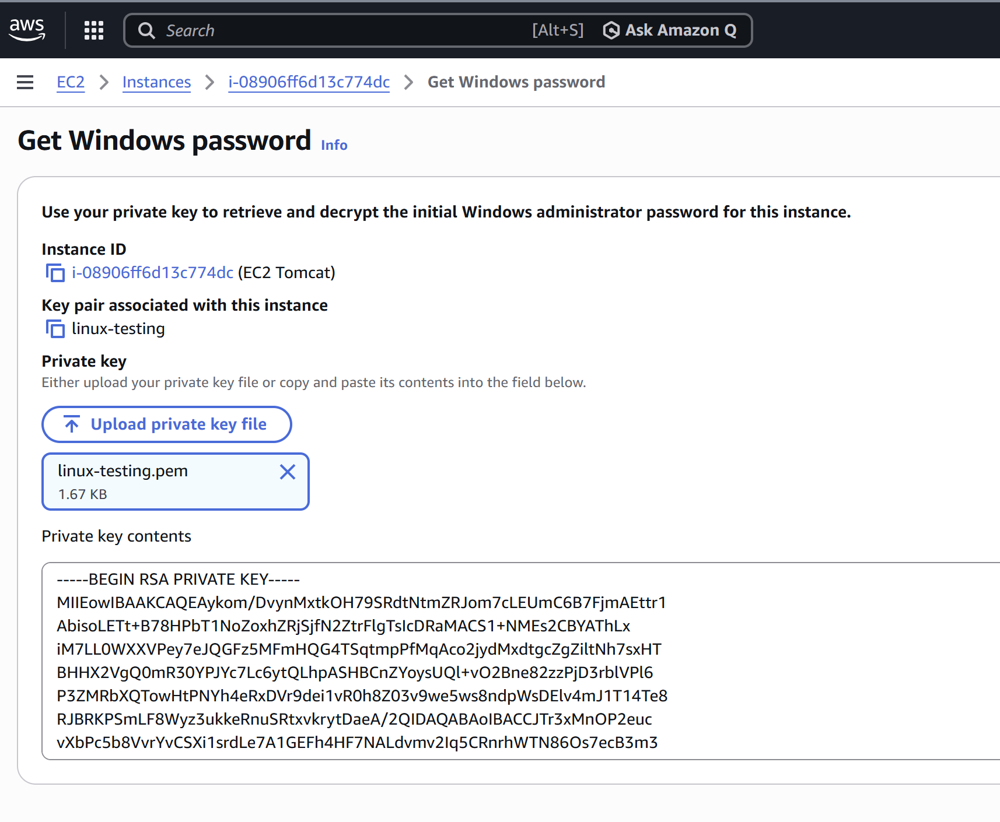 aws
Search [Alt+S] Ask Amazon Q
EC2 Instances i-08906ff6d13c774dc Get Windows password
Get Windows password Info
Use your private key to retrieve and decrypt the initial Windows administrator password for this instance.
Instance ID
i-08906ff6d13c774dc (EC2 Tomcat)
Key pair associated with this instance
linux-testing
Private key
Either upload your private key file or copy and paste its contents into the field below.
Upload private key file
linux-testing.pem
1.67 KB
Private key contents
-----BEGIN RSA PRIVATE KEY-----
MIIEowIBAAKCAQEAykom/DvynMxtkOH79SRdtNtmZRJom7cLEUmC6B7FjmAEttr1
AbisoLETt+B78HPbT1NoZoxhZRjSjfN2ZtrFlgTsIcDRaMACS1+NMEs2CBYAThLx
iM7LL0WXXVPey7eJQGFz5MFmHQG4TSqtmpPfMqAco2jydMxdtgcZgZiltNh7sxHT
BHHX2VgQ0mR30YPJYc7Lc6ytQLhpASHBCnZYoysUQl+vO2Bne82zzPjD3rblVPl6
P3ZMRbXQTowHtPNYh4eRxDVr9dei1vR0h8Z03v9we5ws8ndpWsDElv4mJ1T14Te8
RJBRKPSmLF8Wyz3ukkeRnuSRtxvkrytDaeA/2QIDAQABAoIBACCJTr3xMnOP2euc
vXbPc5b8VvrYvCSXi1srdLe7A1GEFh4HF7NALdvmv2Iq5CRnrhWTN86Os7ecB3m3